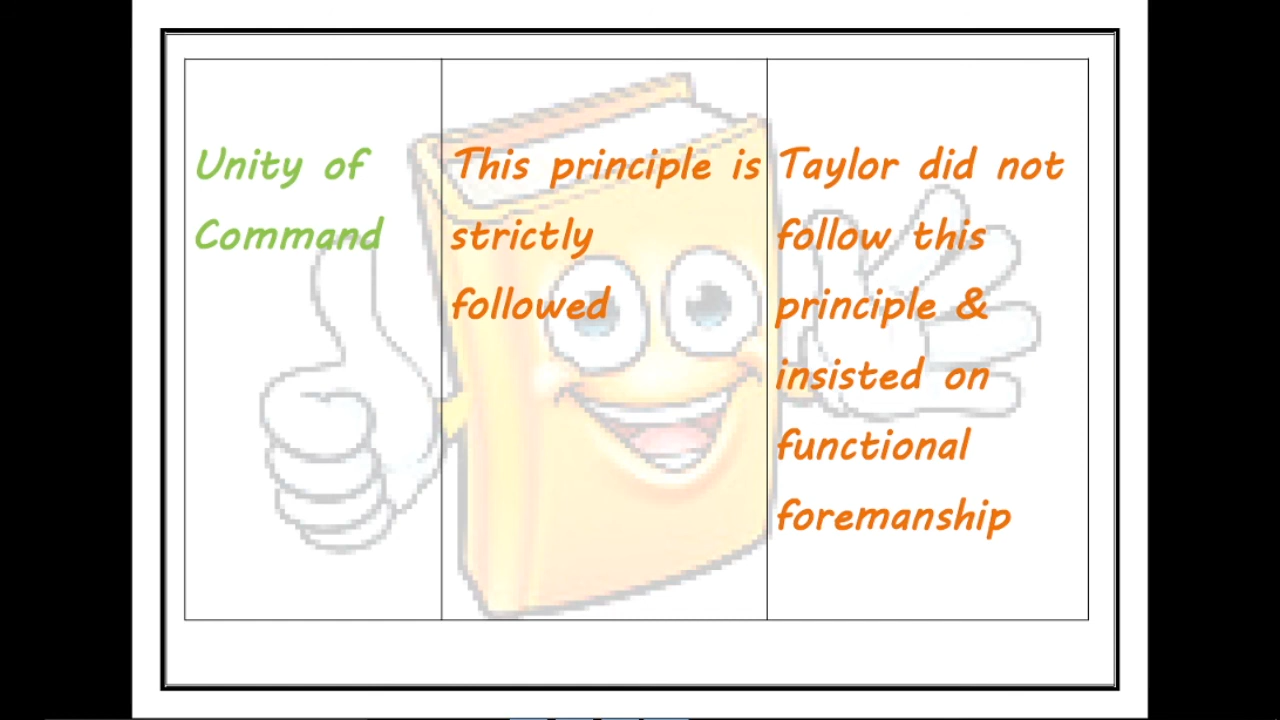 Unity of
Command
This principle is
strictly
followed
Taylor did not
follow this
principle &
insisted on
functional
foremanship